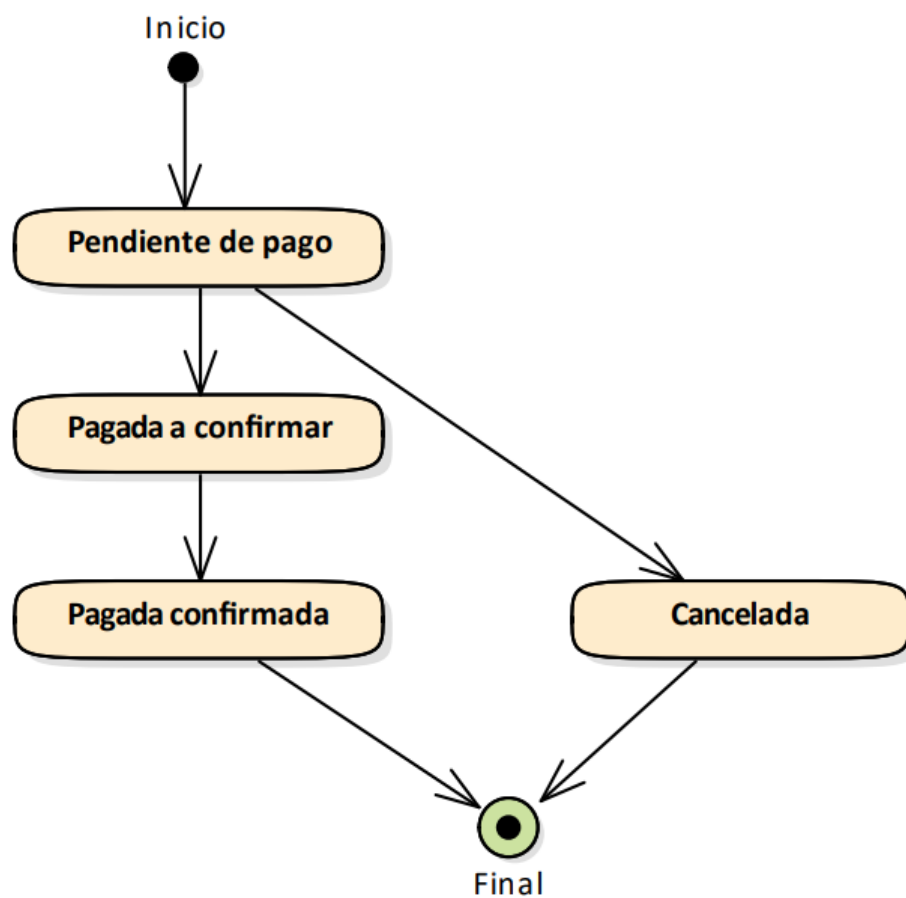 Inicio
Pendiente de pago
Pagada a confirmar
Pagada confirmada
Cancelada
Final